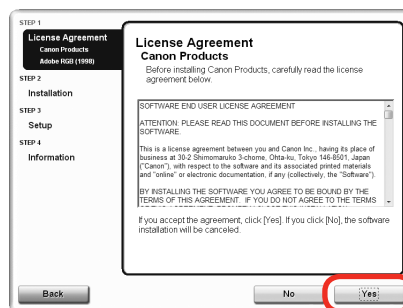 STEP 1
License Agreement
Canon Products
Adobe RGB (1998)
STEP 2
Installation
STEP 3
Setup
STEP 4
Information
License Agreement
Canon Products
Before installing Canon Products, carefully read the license
agreement below.
SOFTWARE END USER LICENSE AGREEMENT
ATTENTION: PLEASE READ THIS DOCUMENT BEFORE INSTALLING THE
SOFTWARE.
This is a license agreement between you and Canon Inc., having its place of
business at 30-2 Shimomaruko 3-chome, Ohta-ku, Tokyo 146-8501, Japan
("Canon"), with respect to the software and its associated printed materials
and "online" or electronic documentation, if any (collectively, the "Software").
BY INSTALLING THE SOFTWARE YOU AGREE TO BE BOUND BY THE
TERMS OF THIS AGREEMENT. IF YOU DO NOT AGREE TO THE TERMS
If you accept the agreement, click [Yes]. If you click [No], the software
installation will be canceled.
Back
No
Yes